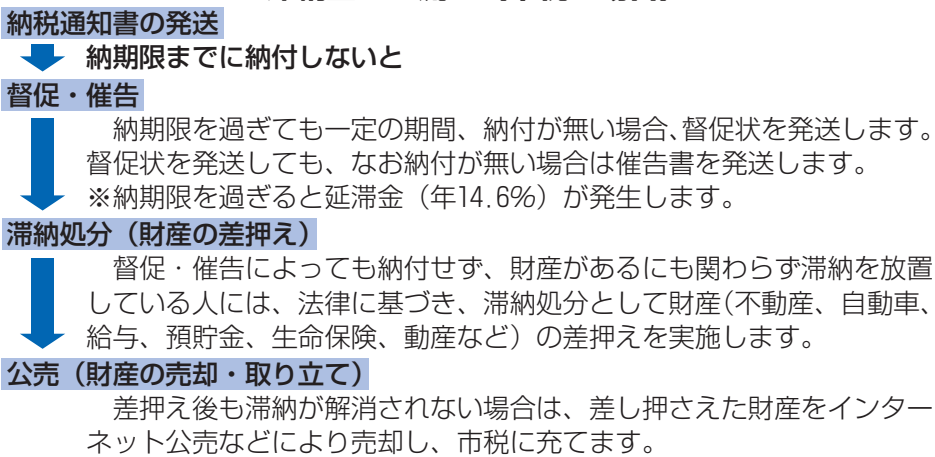 納税通知書の発送
納期限までに納付しないと
督促・催告
納期限を過ぎても一定の期間、納付が無い場合、督促状を発送します。
督促状を発送しても、なお納付が無い場合は催告書を発送します。
※納期限を過ぎると延滞金（年14.6%）が発生します。
滞納処分（財産の差押え）
督促・催告によっても納付せず、財産があるにも関わらず滞納を放置
している人には、法律に基づき、滞納処分として財産（不動産、自動車、
給与、預貯金、生命保険、動産など）の差押えを実施します。
公売（財産の売却・取り立て）
差押え後も滞納が解消されない場合は、差し押さえた財産をインター
ネット公売などにより売却し、市税に充てます。